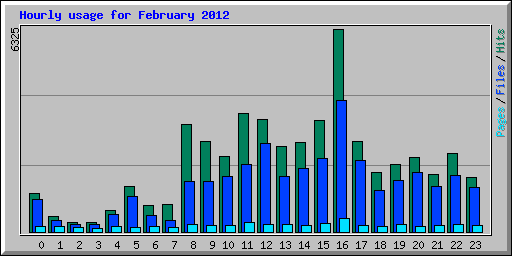 Hourly usage for February 2012
6325
Pages/Files/Hits
0 1 2 3 4 5 6 7 8 9 10 11 12 13 14 15 16 17 18 19 20 21 22 23